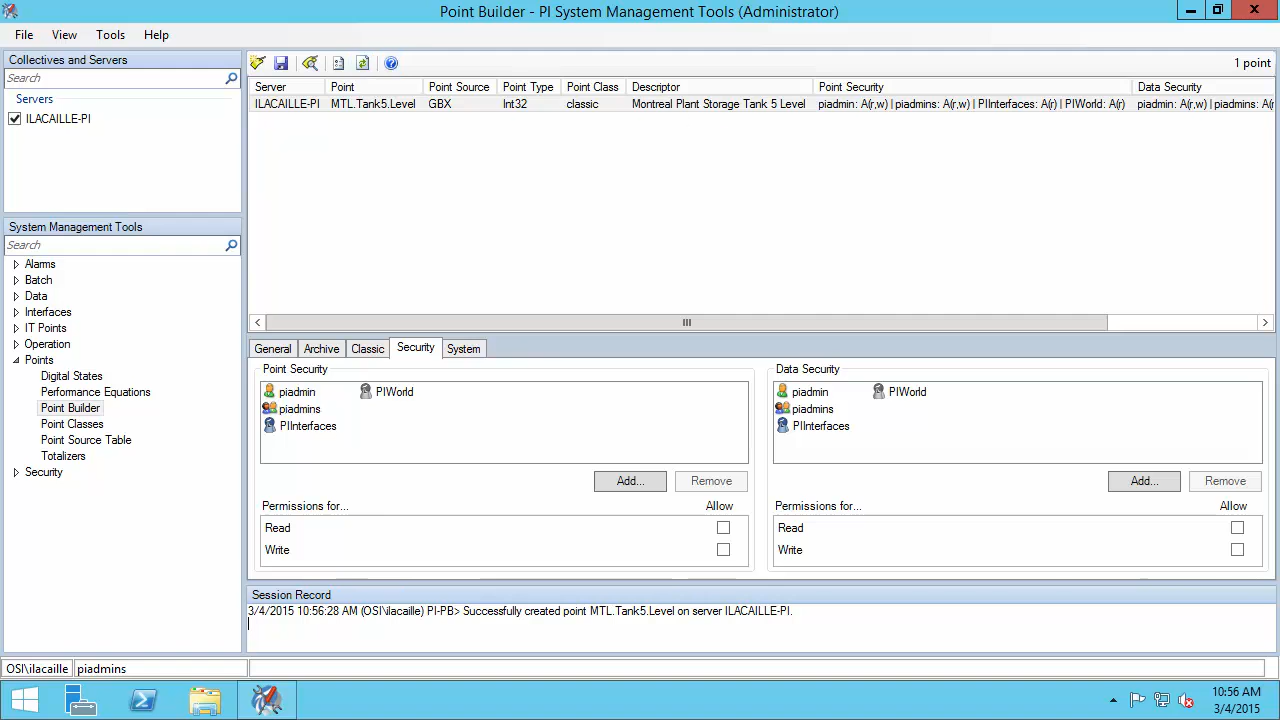 Point Builder - PI System Management Tools (Administrator)
File View Tools Help
Collectives and Servers
Search
Servers
ILACAILLE-PI
System Management Tools
Search
Alarms
Batch
Data
Interfaces
IT Points
Operation
Points
Digital States
Performance Equations
Point Builder
Point Classes
Point Source Table
Totalizers
Security
1 point
Server Point Point Source Point Type Point Class Descriptor Point Security Data Security
ILACAILLE-PI MTL.Tank5.Level GBX Int32 classic Montreal Plant Storage Tank 5 Level piadmin: A(r,w) | piadmins: A(r,w) | PIInterfaces: A(r) | PIWorld: A(r) piadmin: A(r,w) | piadmins: A(r
General Archive Classic Security System
Point Security
piadmin PIWorld
piadmins
PIInterfaces
Add... Remove
Permissions for... Allow
Read
Write
Data Security
piadmin PIWorld
piadmins
PIInterfaces
Add... Remove
Permissions for... Allow
Read
Write
Session Record
3/4/2015 10:56:28 AM (OSI\ilacaille) PI-PB> Successfully created point MTL.Tank5.Level on server ILACAILLE-PI.
OSI\ilacaille piadmins
10:56 AM
3/4/2015